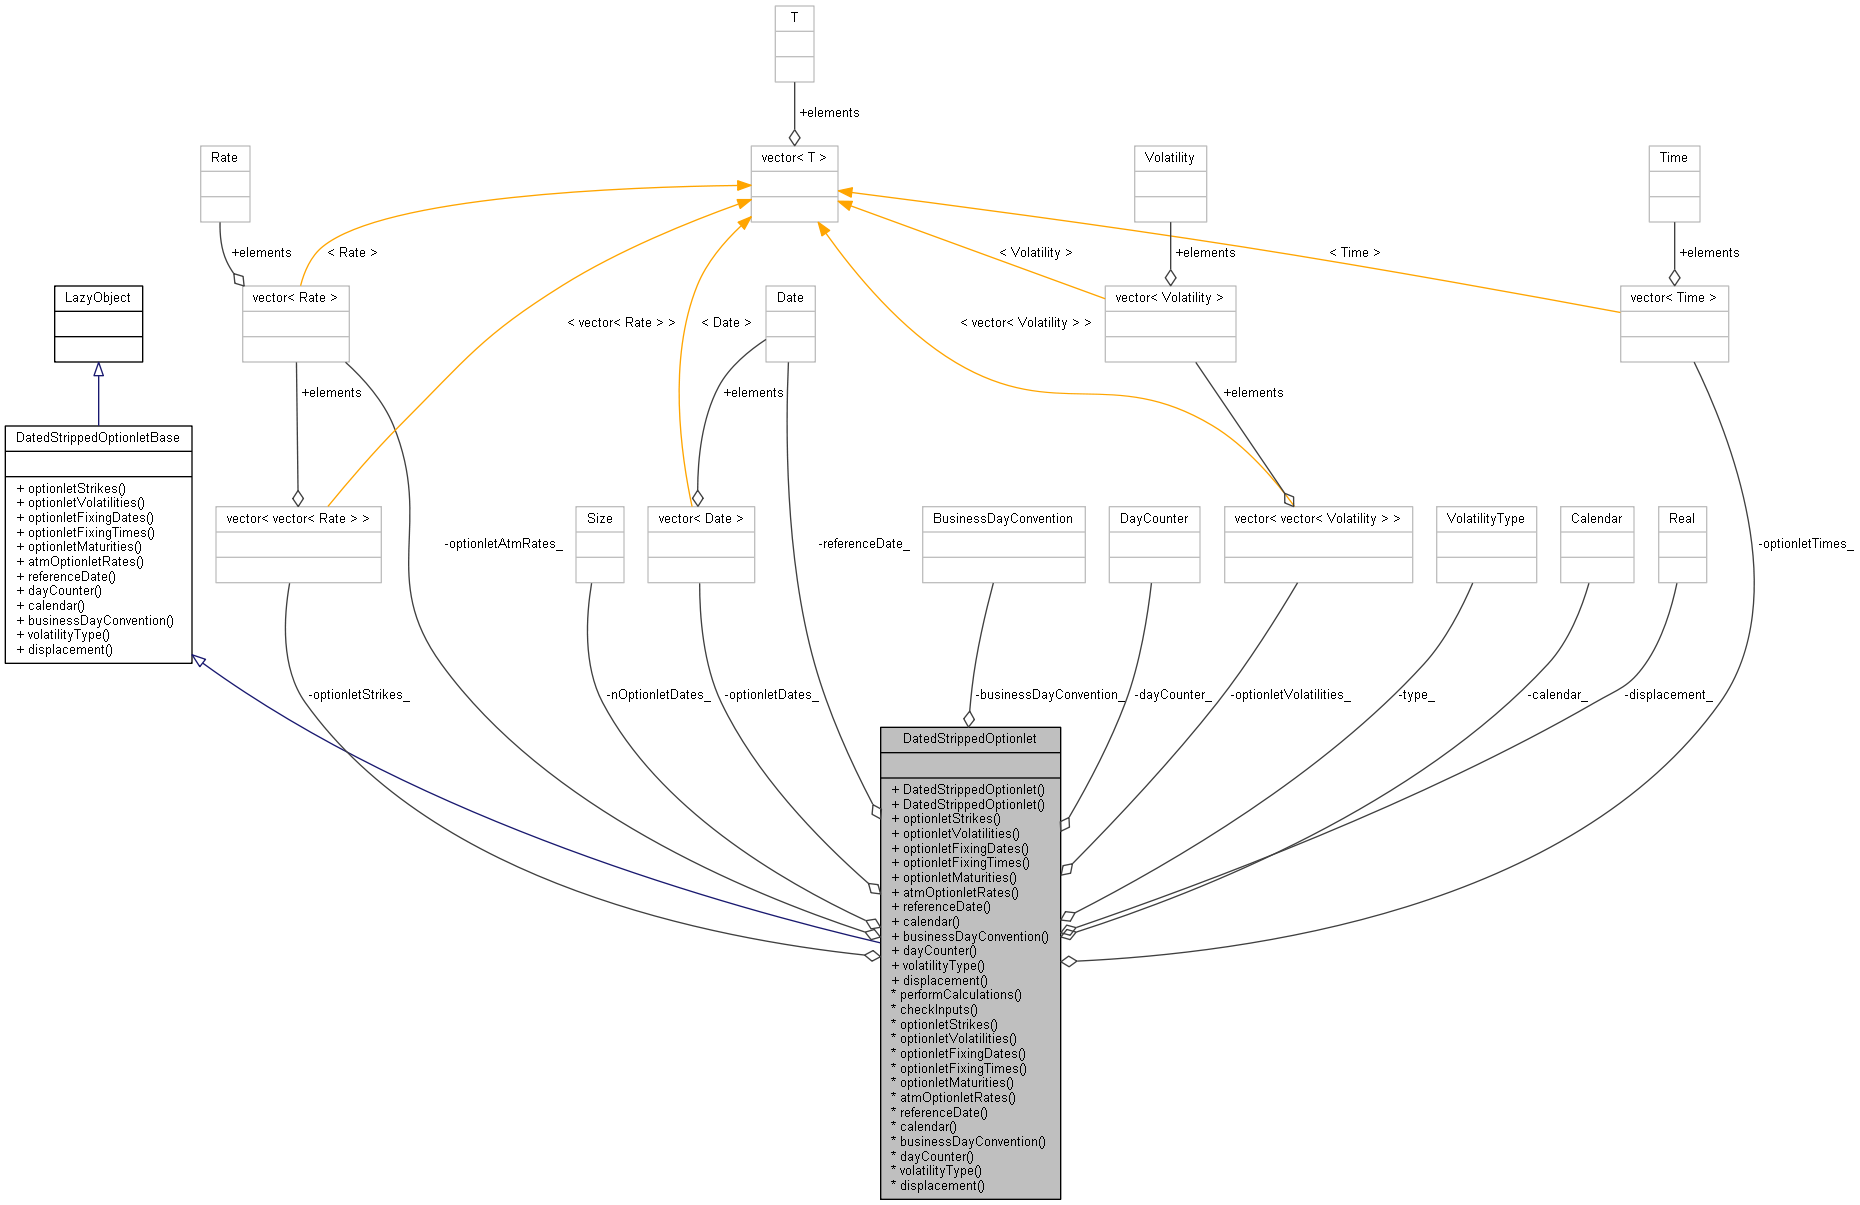 T
+elements
Rate
vector< T >
Volatility
Time
+elements
< Rate >
< Volatility >
+elements
< Time >
+elements
LazyObject
vector< Rate >
Date
vector< Volatility >
vector< Time >
< vector< Rate > >
< Date >
< vector< Volatility > >
+elements
+elements
+elements
DatedStrippedOptionletBase
+ optionletStrikes()
+ optionletVolatilities()
+ optionletFixingDates()
+ optionletFixingTimes()
+ optionletMaturities()
+ atmOptionletRates()
+ referenceDate()
+ dayCounter()
+ calendar()
+ businessDayConvention()
+ volatilityType()
+ displacement()
vector< vector< Rate > >
Size
vector< Date >
BusinessDayConvention
DayCounter
vector< vector< Volatility > >
VolatilityType
Calendar
Real
-optionletAtmRates_
-referenceDate_
-optionletTimes_
-optionletStrikes_
-nOptionletDates_
-optionletDates_
-businessDayConvention_
-dayCounter_
-optionletVolatilities_
-type_
-calendar_
-displacement_
DatedStrippedOptionlet
+ DatedStrippedOptionlet()
+ DatedStrippedOptionlet()
+ optionletStrikes()
+ optionletVolatilities()
+ optionletFixingDates()
+ optionletFixingTimes()
+ optionletMaturities()
+ atmOptionletRates()
+ referenceDate()
+ calendar()
+ businessDayConvention()
+ dayCounter()
+ volatilityType()
+ displacement()
* performCalculations()
* checkInputs()
* optionletStrikes()
* optionletVolatilities()
* optionletFixingDates()
* optionletFixingTimes()
* optionletMaturities()
* atmOptionletRates()
* referenceDate()
* calendar()
* businessDayConvention()
* dayCounter()
* volatilityType()
* displacement()